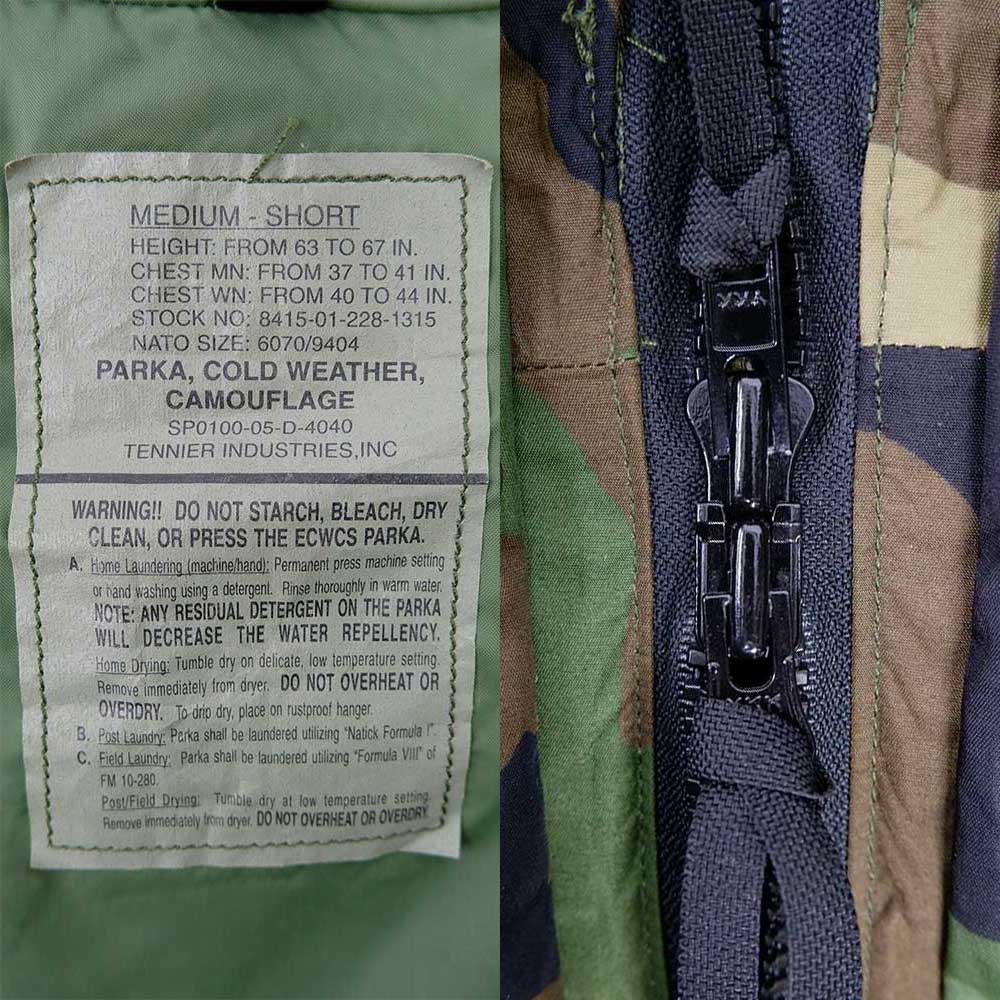 MEDIUM - SHORT
HEIGHT: FROM 63 TO 67 IN.
CHEST MN: FROM 37 TO 41 IN.
CHEST WN: FROM 40 TO 44 IN.
STOCK NO: 8415-01-228-1315
NATO SIZE: 6070/9404
PARKA, COLD WEATHER,
CAMOUFLAGE
SP0100-05-D-4040
TENNIER INDUSTRIES,INC
WARNING!! DO NOT STARCH, BLEACH, DRY
CLEAN, OR PRESS THE ECWCS PARKA.
A. Home Laundering (machine/hand): Permanent press machine setting
or hand washing using a detergent. Rinse thoroughly in warm water.
NOTE: ANY RESIDUAL DETERGENT ON THE PARKA
WILL DECREASE THE WATER REPELLENCY.
Home Drying: Tumble dry on delicate, low temperature setting.
Remove immediately from dryer. DO NOT OVERHEAT OR
OVERDRY. To drip dry, place on rustproof hanger.
B. Post Laundry: Parka shall be laundered utilizing "Natick Formula I".
C. Field Laundry: Parka shall be laundered utilizing "Formula VIII" of
FM 10-280.
Post/Field Drying: Tumble dry at low temperature setting.
Remove immediately from dryer. DO NOT OVERHEAT OR OVERDRY.
YKK
YKK